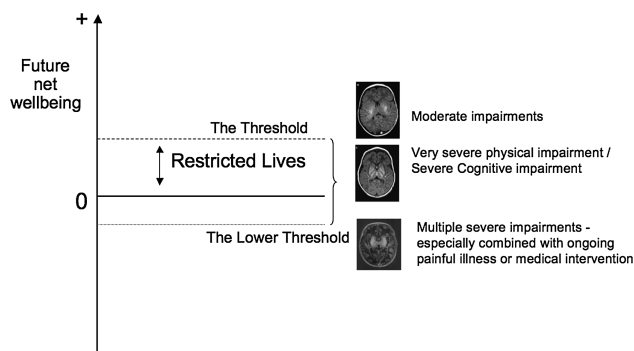 +
Future
net
wellbeing
The Threshold
Restricted Lives
0
The Lower Threshold
Moderate impairments
Very severe physical impairment /
Severe Cognitive impairment
Multiple severe impairments -
especially combined with ongoing
painful illness or medical intervention